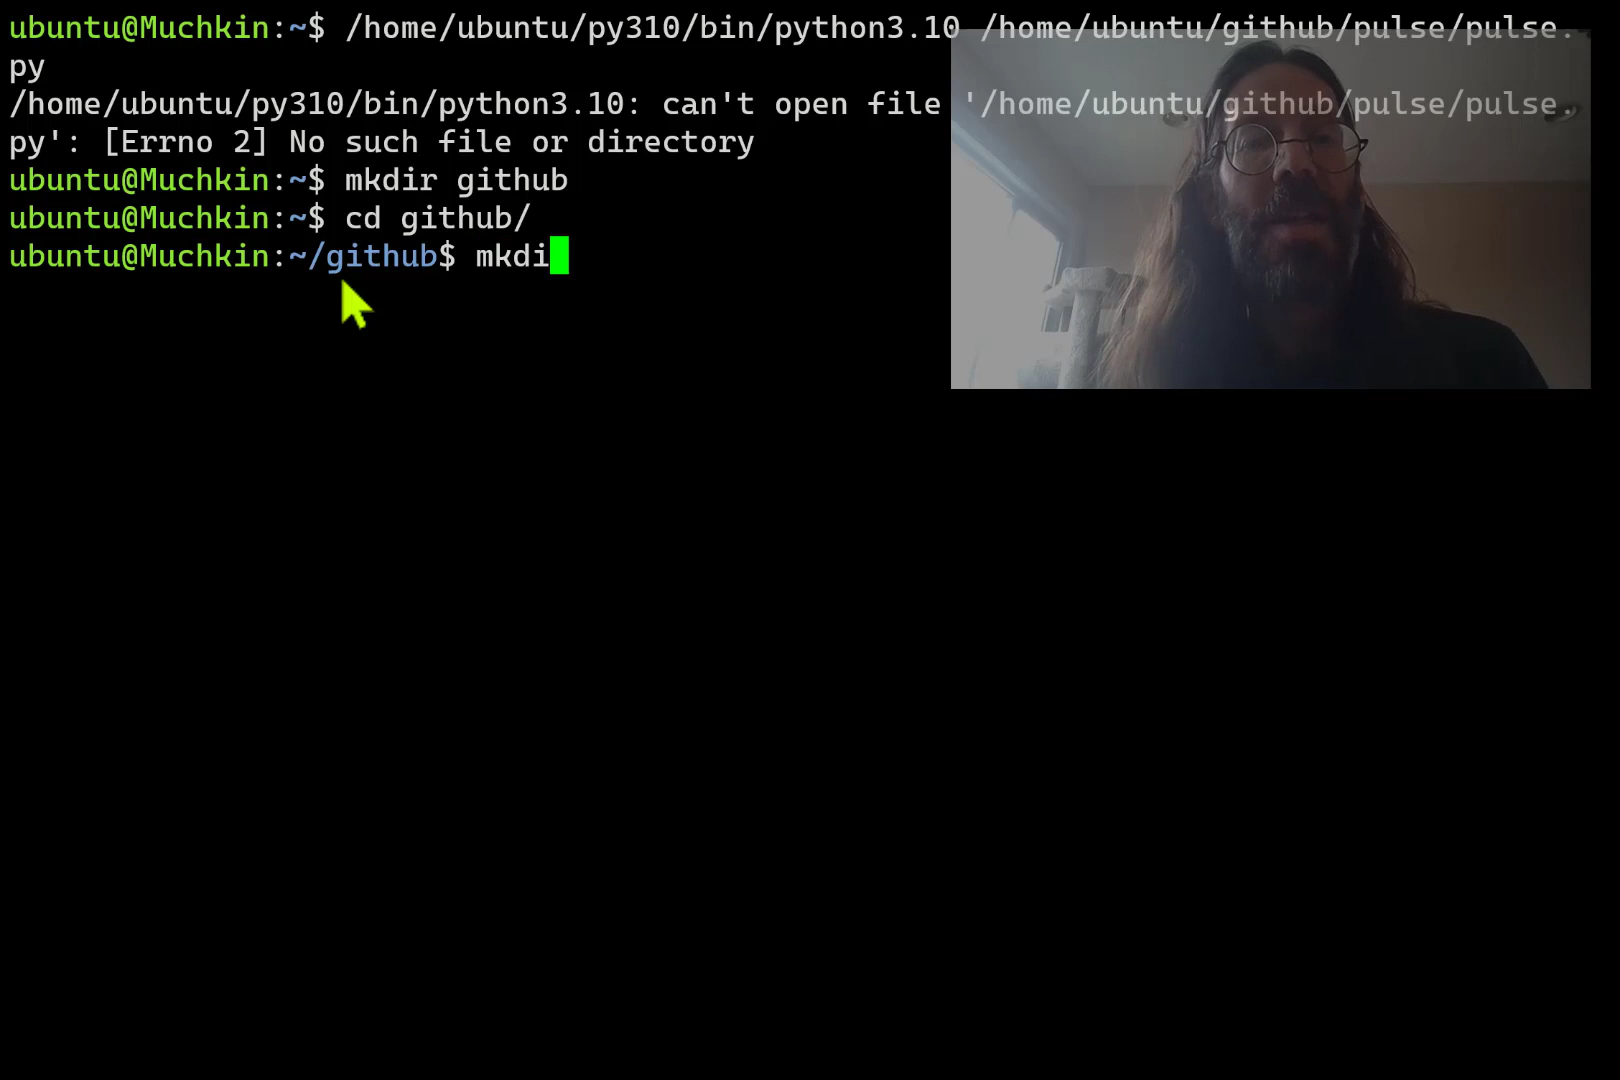 ubuntu@Muchkin:~$ /home/ubuntu/py310/bin/python3.10 /home/ubuntu/github/pulse/pulse.
py
/home/ubuntu/py310/bin/python3.10: can't open file '/home/ubuntu/github/pulse/pulse.
py': [Errno 2] No such file or directory
ubuntu@Muchkin:~$ mkdir github
ubuntu@Muchkin:~$ cd github/
ubuntu@Muchkin:~/github$ mkdi